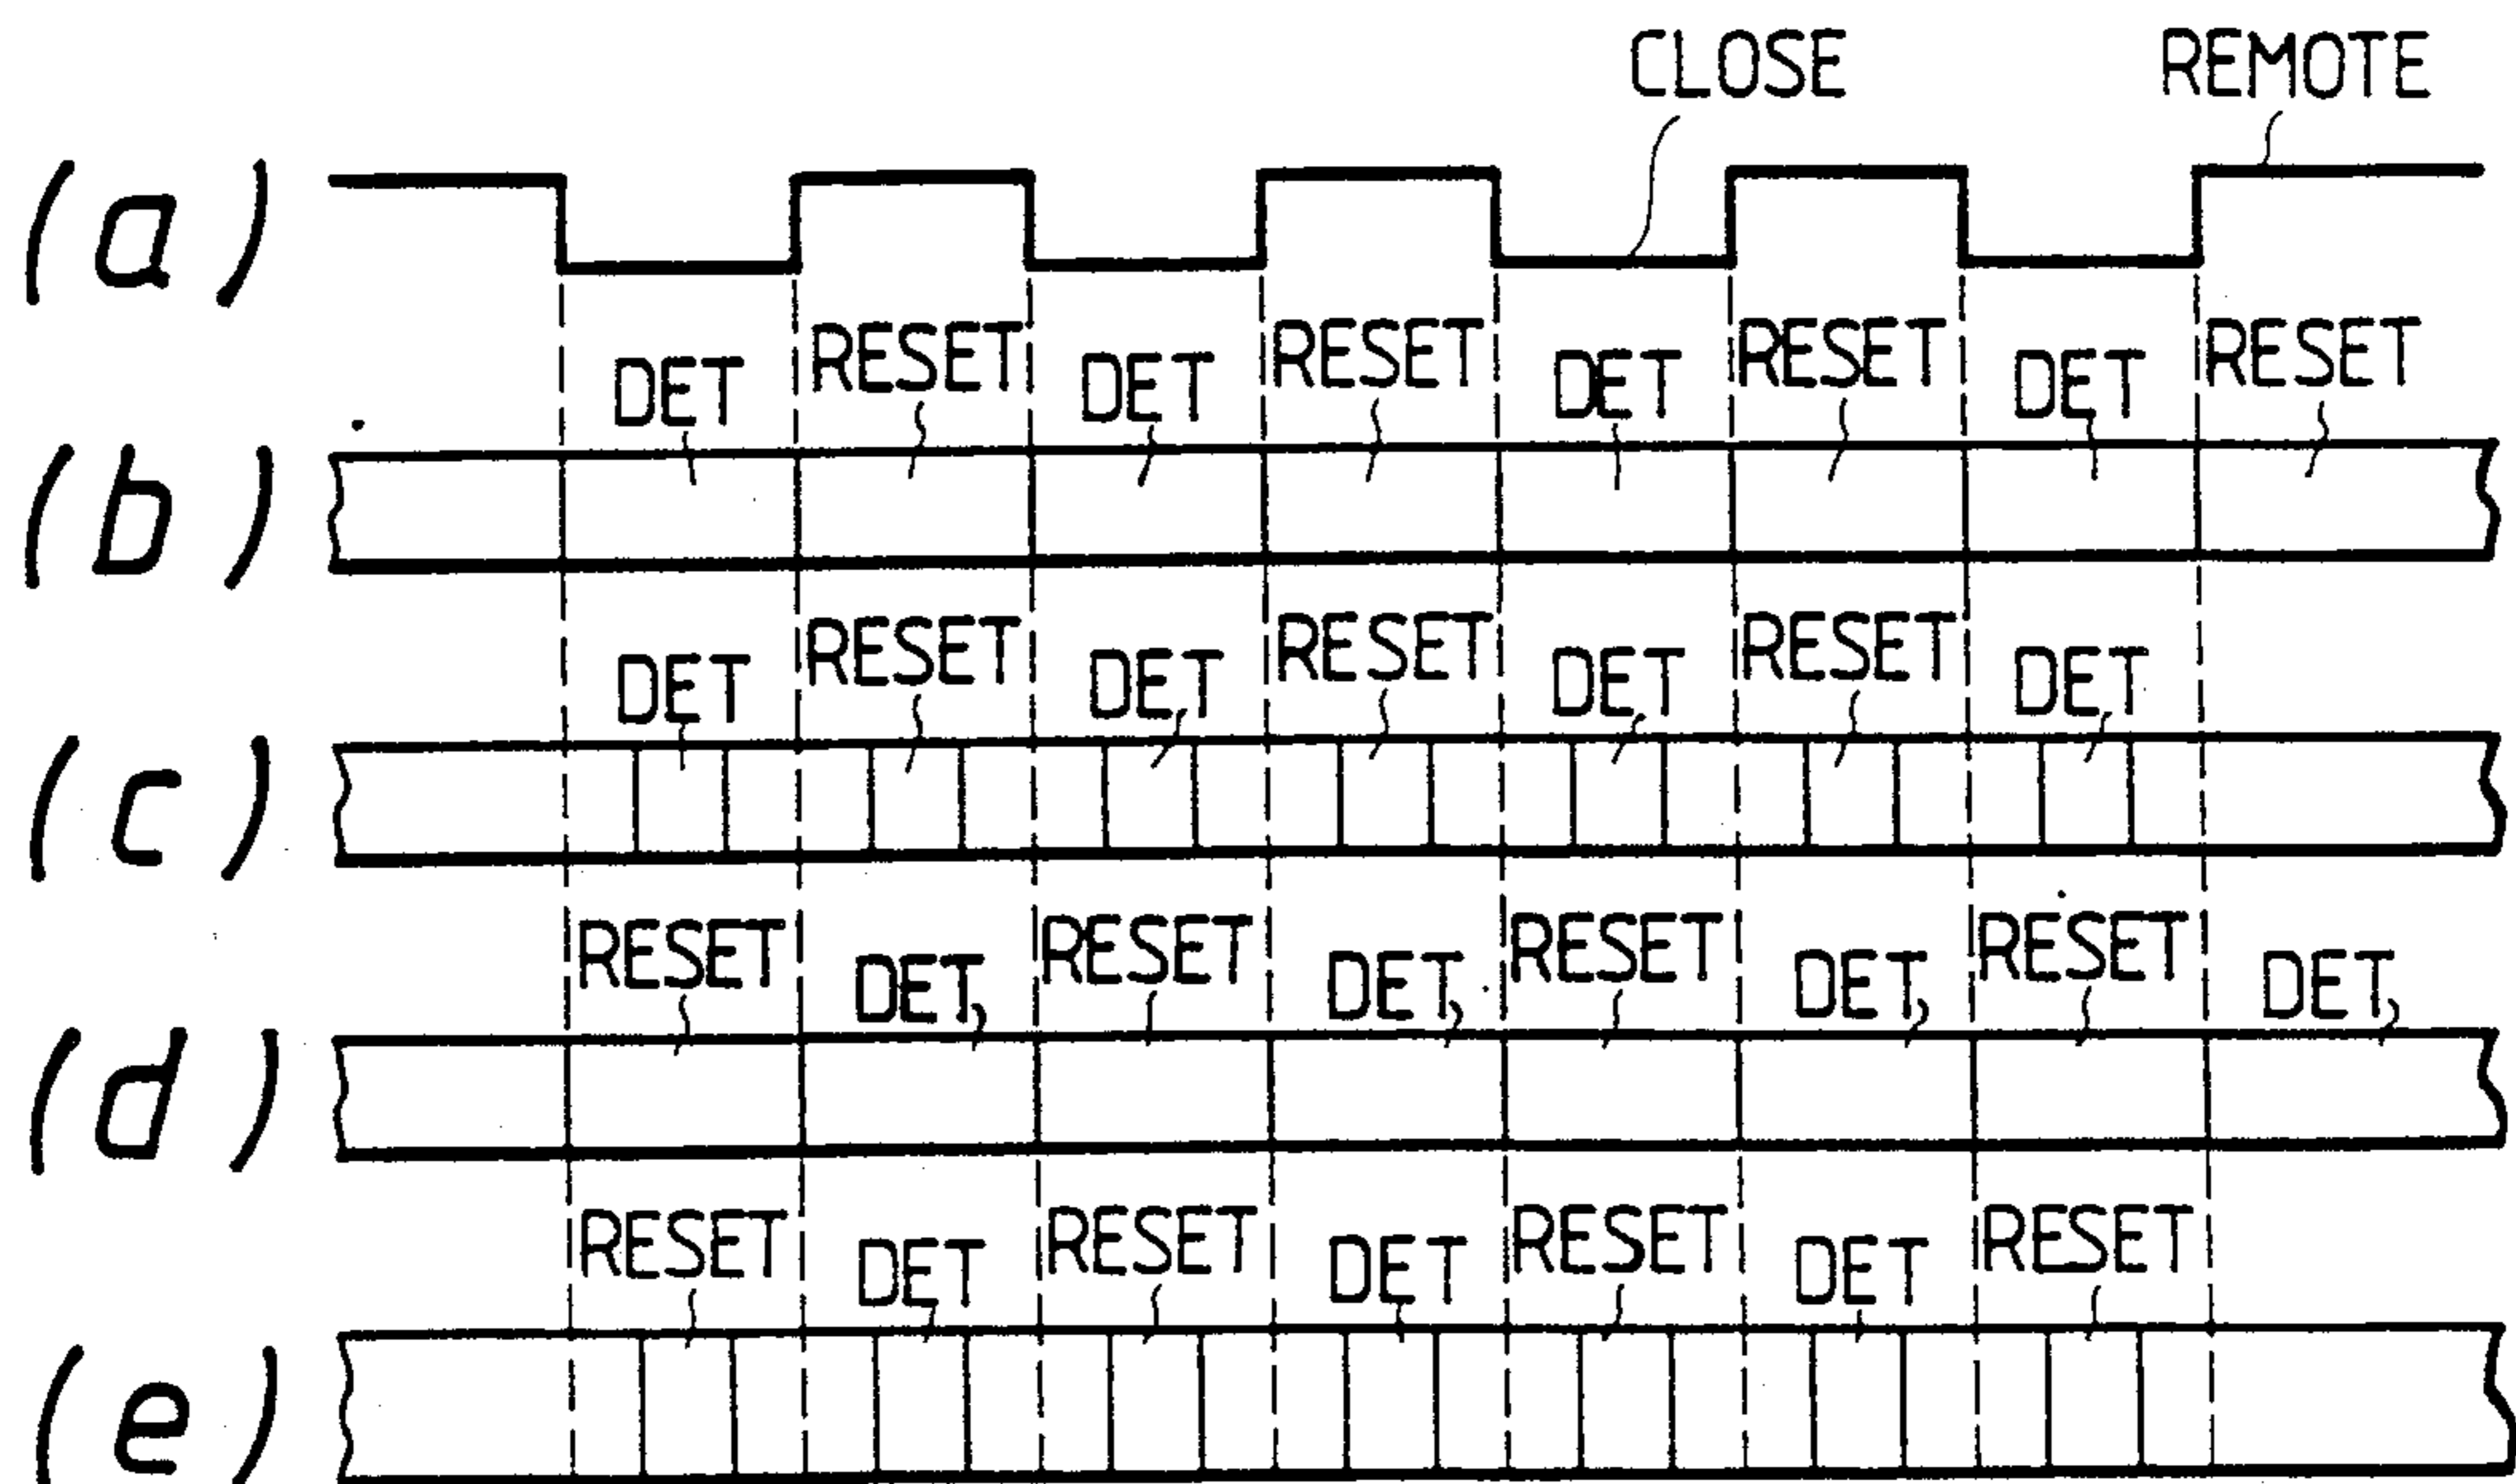 CLOSE REMOTE
(a)
RESET RESET RESET RESET
DET DET DET DET
(b)
RESET RESET RESET
DET DET DET DET
(c)
RESET RESET RESET RESET
DET DET DET DET
(d)
RESET RESET RESET RESET
DET DET DET
(e)